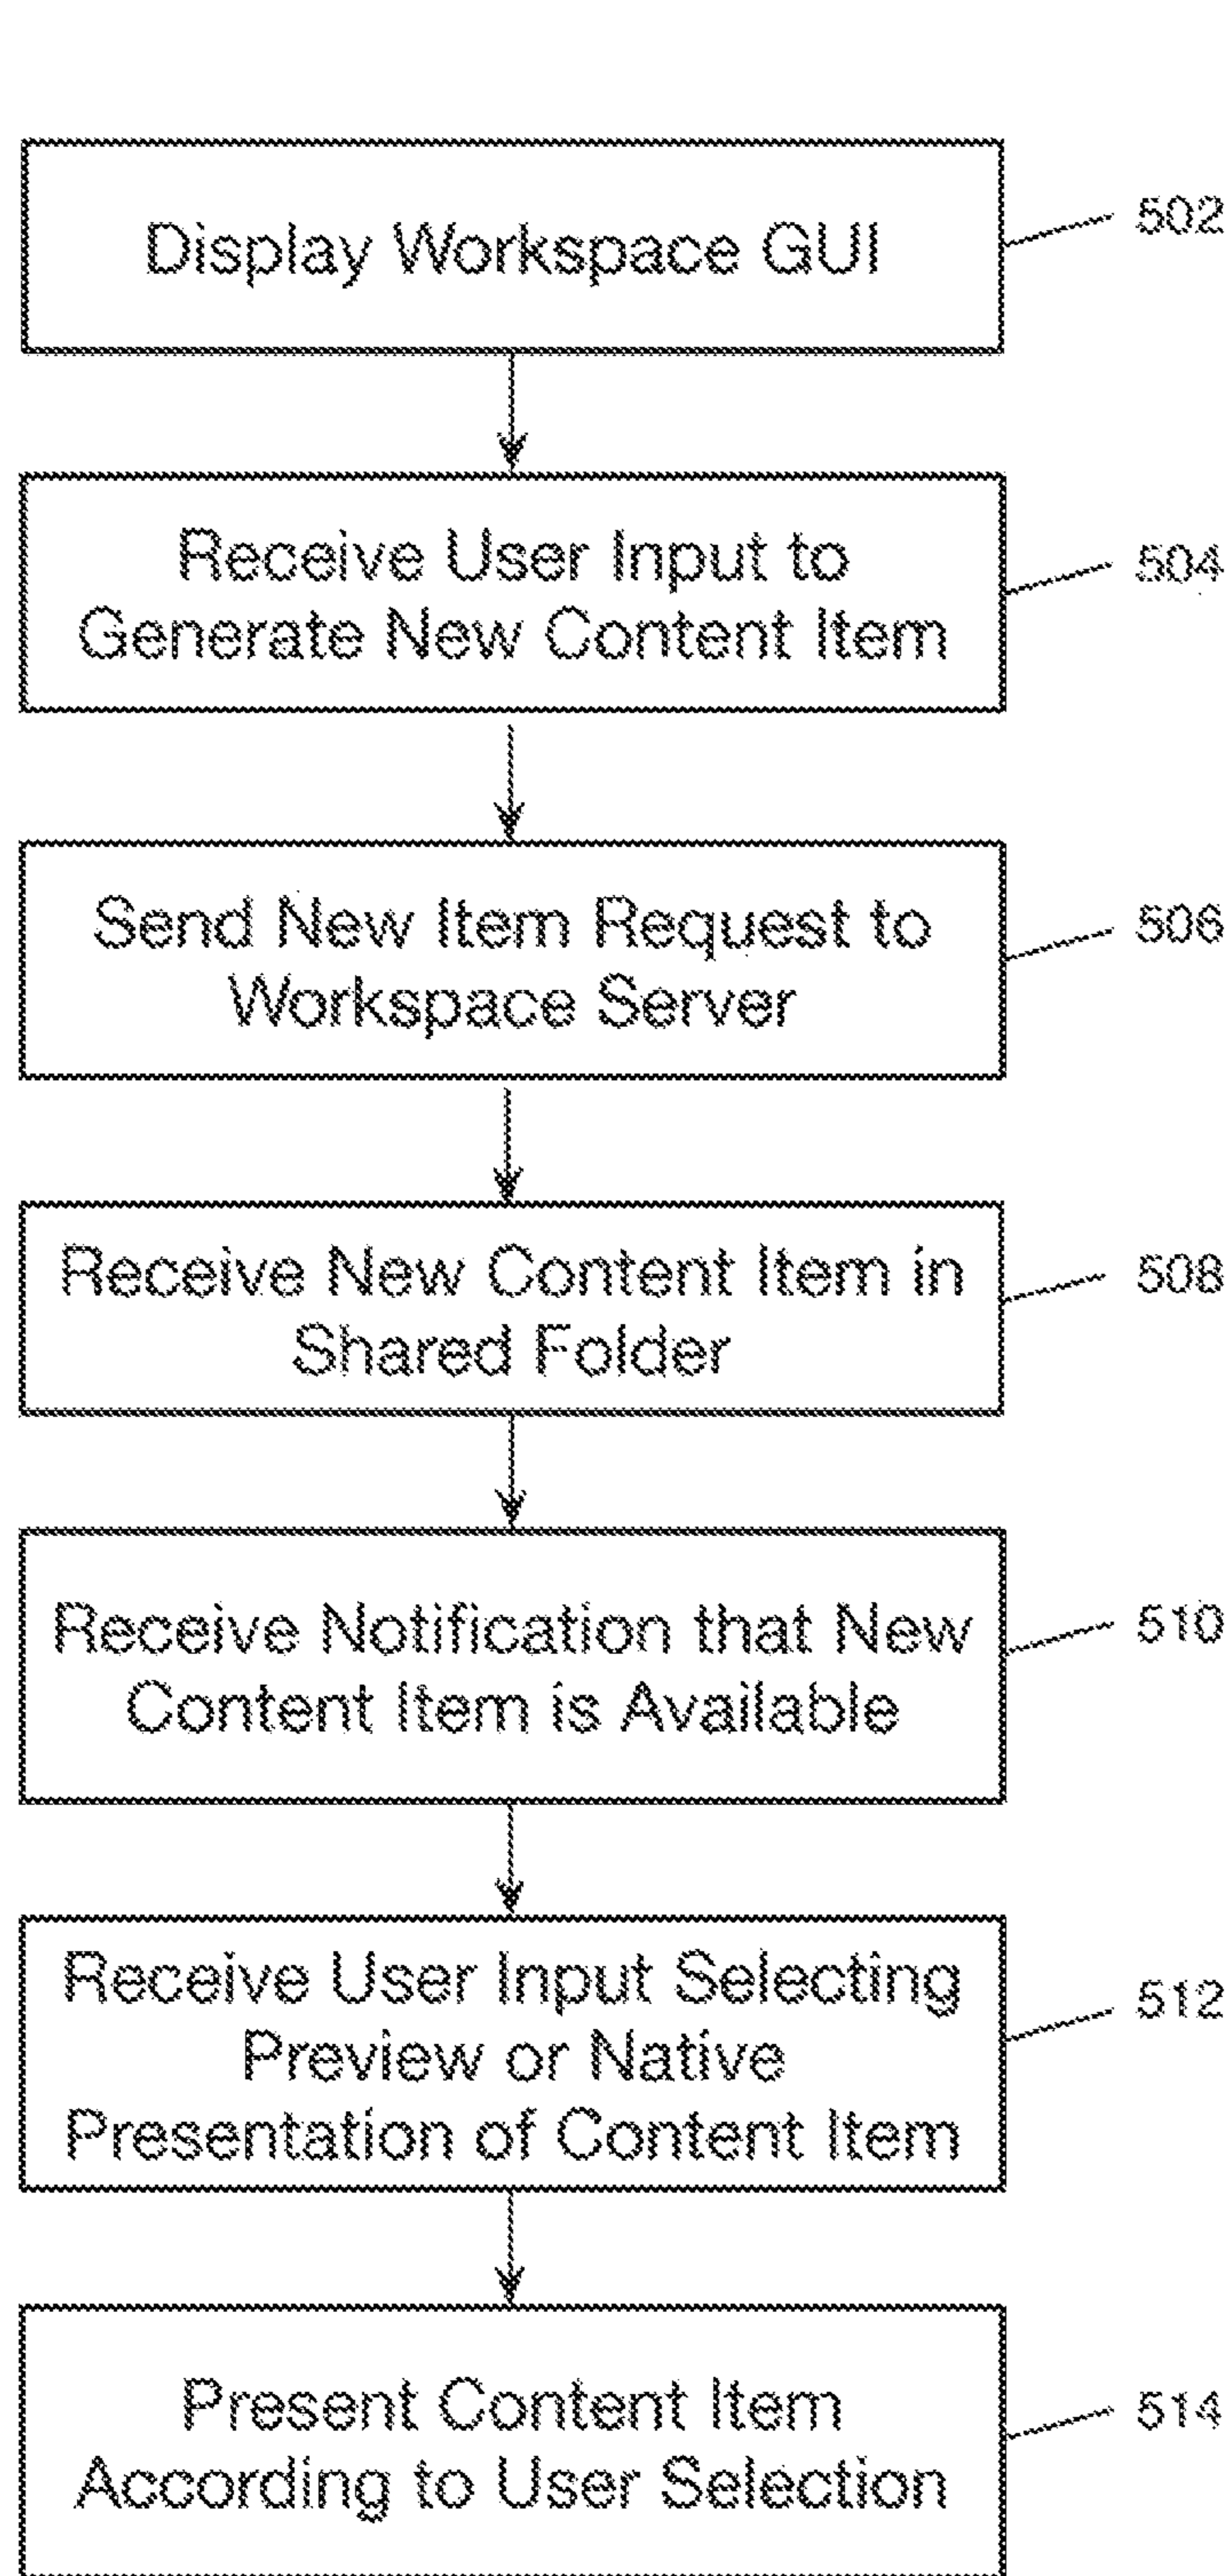 Display Workspace GUI
502
Receive User Input to
Generate New Content Item
504
Send New Item Request to
Workspace Server
506
Receive New Content Item in
Shared Folder
508
Receive Notification that New
Content Item is Available
510
Receive User Input Selecting
Preview or Native
Presentation of Content Item
512
Present Content Item
According to User Selection
514